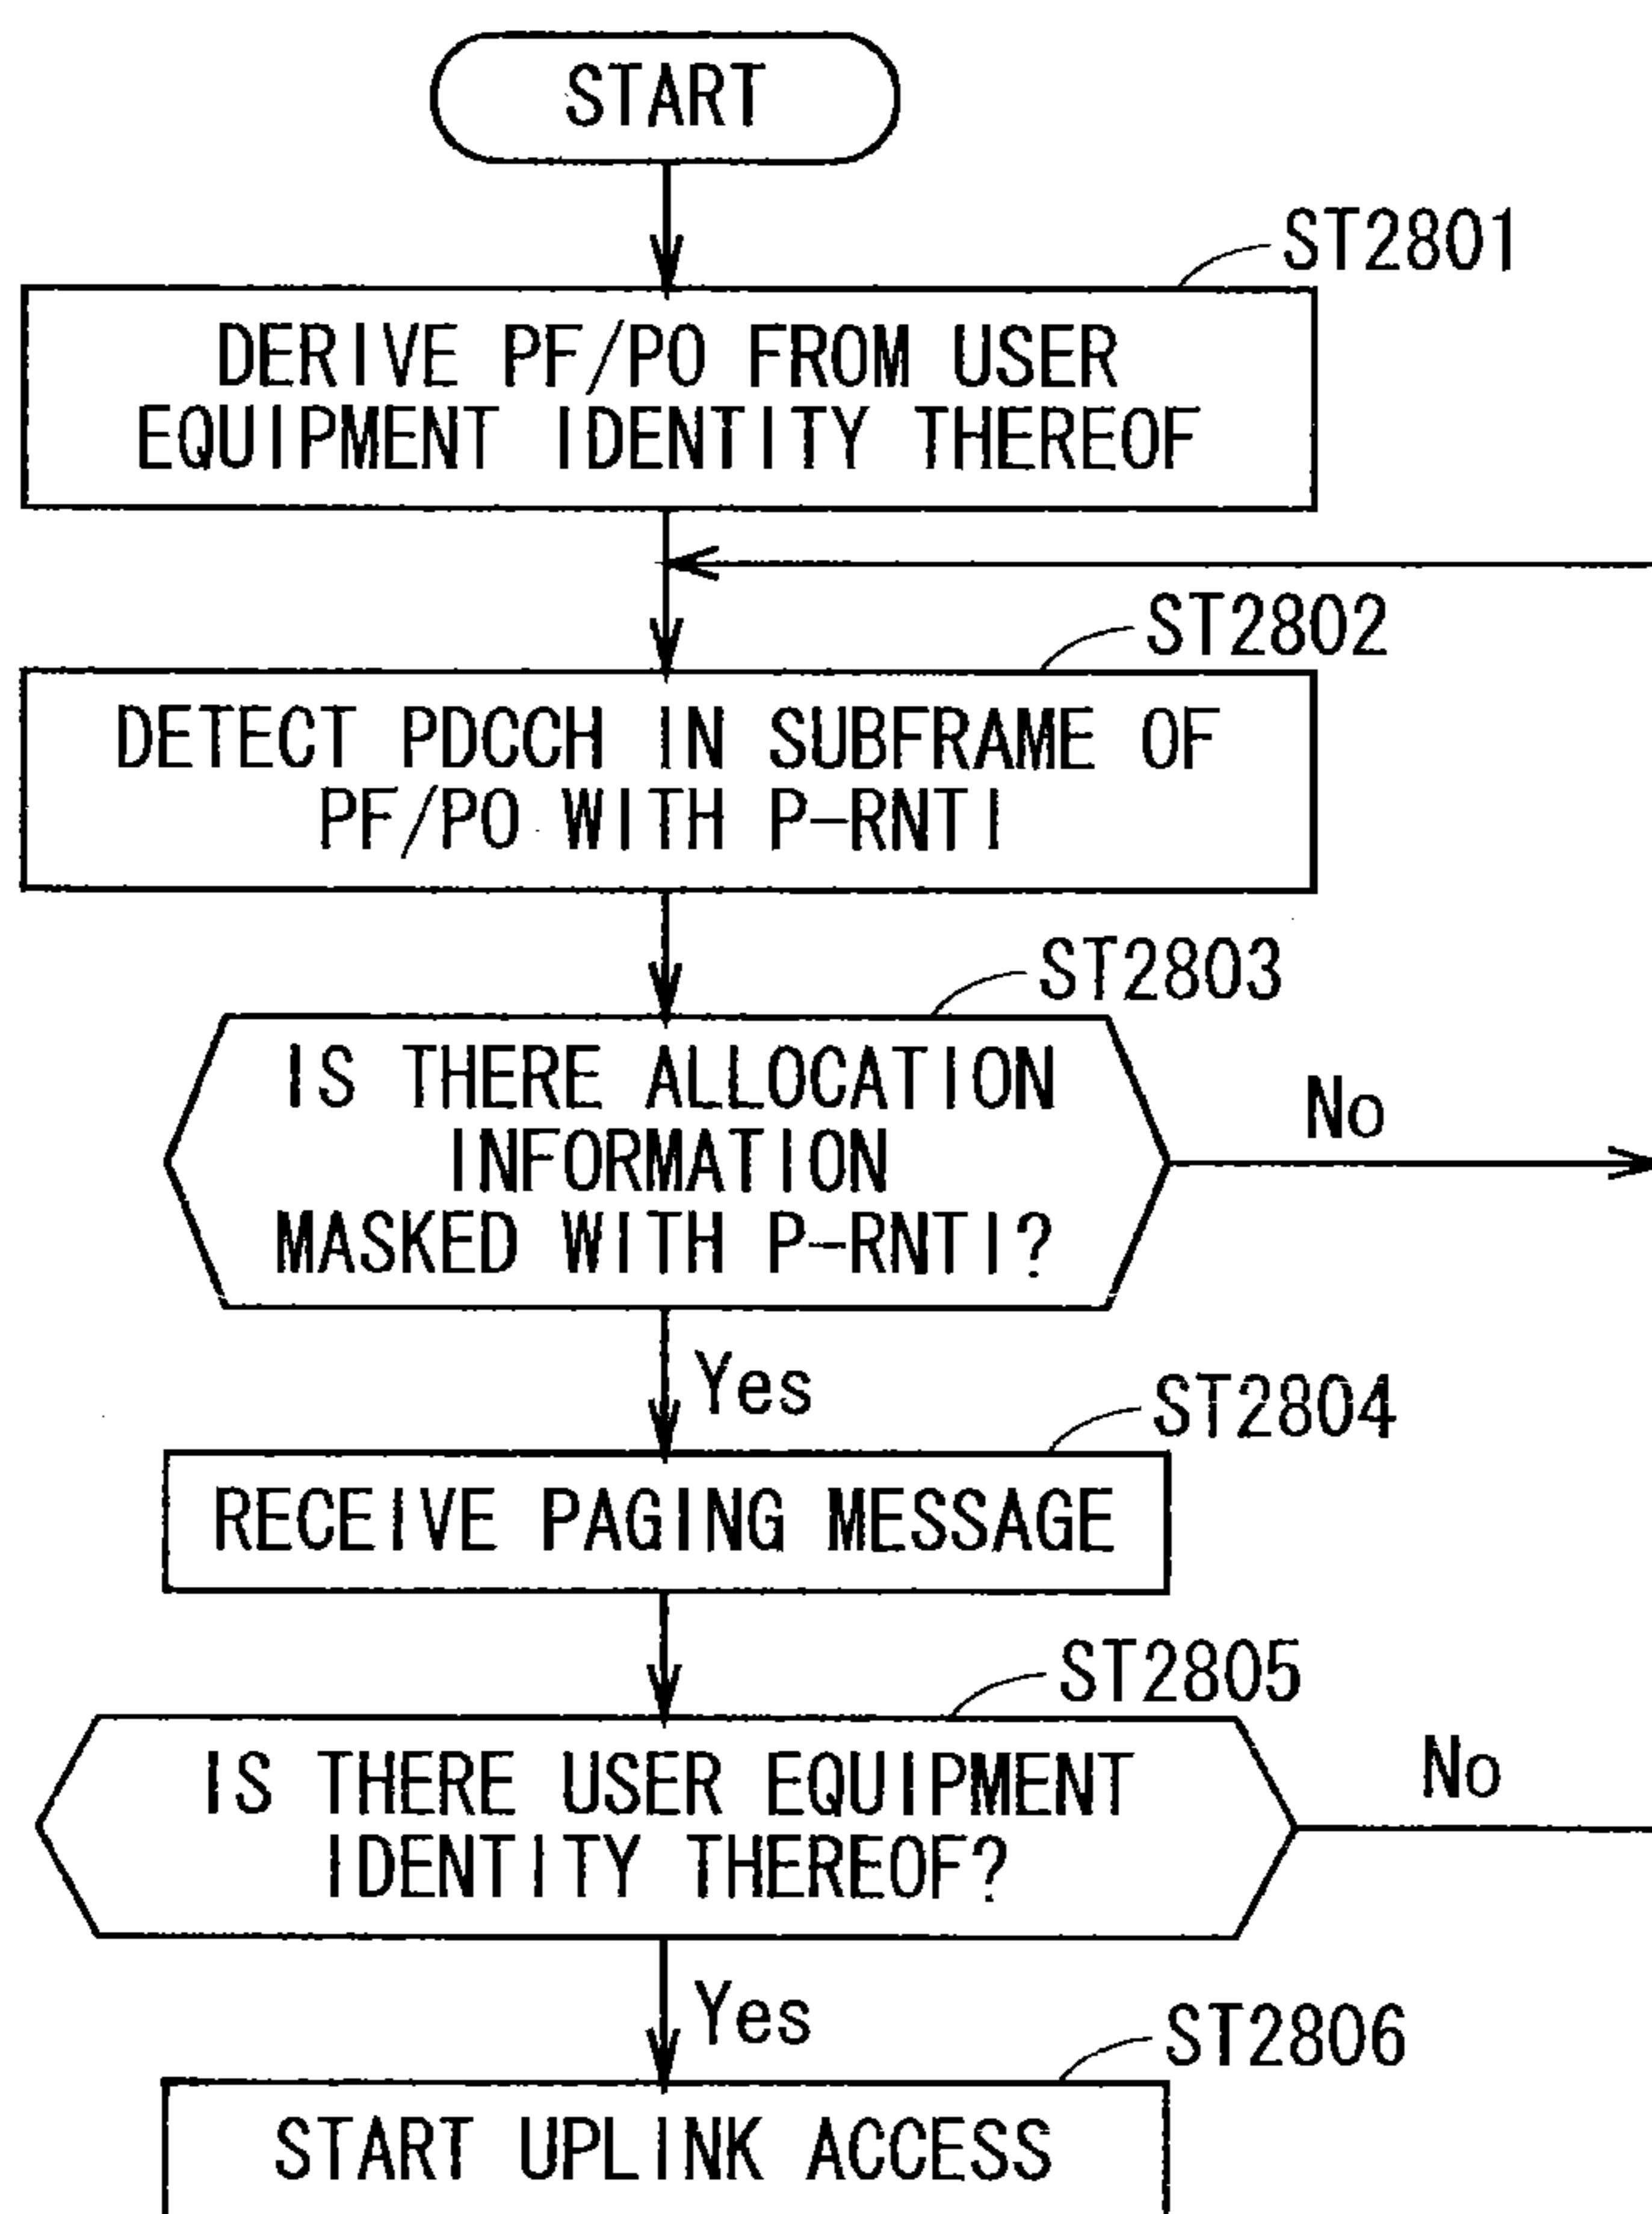 START
ST2801
DERIVE PF/PO FROM USER
EQUIPMENT IDENTITY THEREOF
ST2802
DETECT PDCCH IN SUBFRAME OF
PF/PO WITH P-RNTI
ST2803
IS THERE ALLOCATION
INFORMATION
MASKED WITH P-RNTI?
No
Yes
ST2804
RECEIVE PAGING MESSAGE
ST2805
IS THERE USER EQUIPMENT
IDENTITY THEREOF?
No
Yes
ST2806
START UPLINK ACCESS